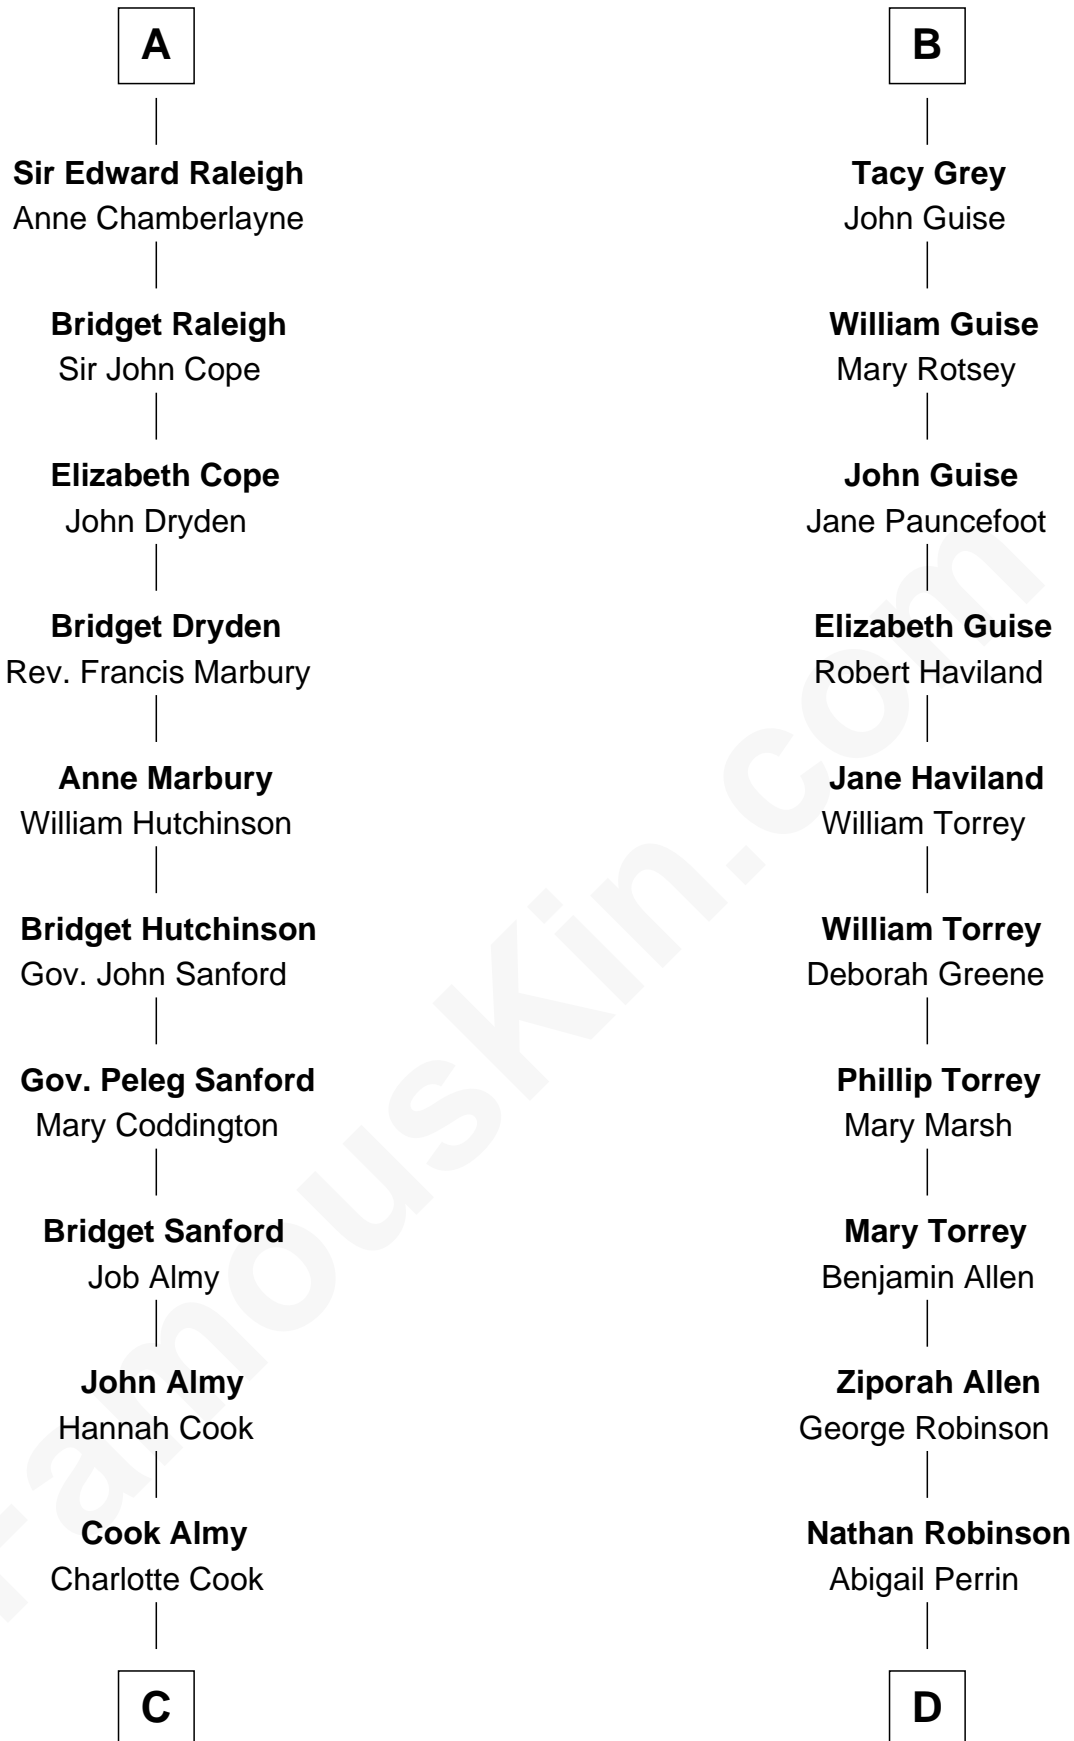 A
Sir Edward Raleigh
Anne Chamberlayne
Bridget Raleigh
Sir John Cope
Elizabeth Cope
John Dryden
Bridget Dryden
Rev. Francis Marbury
Anne Marbury
William Hutchinson
Bridget Hutchinson
Gov. John Sanford
Gov. Peleg Sanford
Mary Coddington
Bridget Sanford
Job Almy
John Almy
Hannah Cook
Cook Almy
Charlotte Cook
C
B
Tacy Grey
John Guise
William Guise
Mary Rotsey
John Guise
Jane Pauncefoot
Elizabeth Guise
Robert Haviland
Jane Haviland
William Torrey
William Torrey
Deborah Greene
Phillip Torrey
Mary Marsh
Mary Torrey
Benjamin Allen
Ziporah Allen
George Robinson
Nathan Robinson
Abigail Perrin
D
FamousKin.com